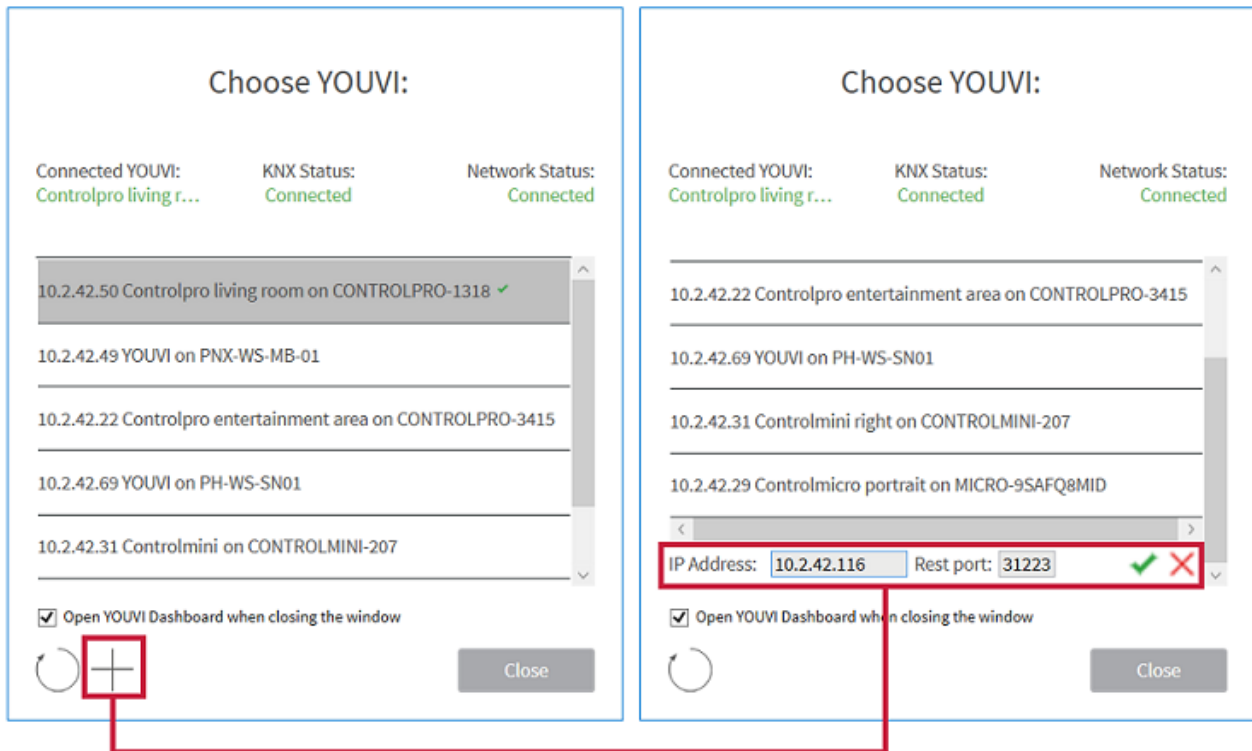 Choose YOUVI:
Connected YOUVI: KNX Status: Network Status:
Controlpro living r... Connected Connected
10.2.42.50 Controlpro living room on CONTROLPRO-1318
10.2.42.49 YOUVI on PNX-WS-MB-01
10.2.42.22 Controlpro entertainment area on CONTROLPRO-3415
10.2.42.69 YOUVI on PH-WS-SN01
10.2.42.31 Controlmini on CONTROLMINI-207
Open YOUVI Dashboard when closing the window
Close
Choose YOUVI:
Connected YOUVI: KNX Status: Network Status:
Controlpro living r... Connected Connected
10.2.42.22 Controlpro entertainment area on CONTROLPRO-3415
10.2.42.69 YOUVI on PH-WS-SN01
10.2.42.31 Controlmini right on CONTROLMINI-207
10.2.42.29 Controlmicro portrait on MICRO-9SAFQ8MID
IP Address: 10.2.42.116 Rest port: 31223
Open YOUVI Dashboard when closing the window
Close